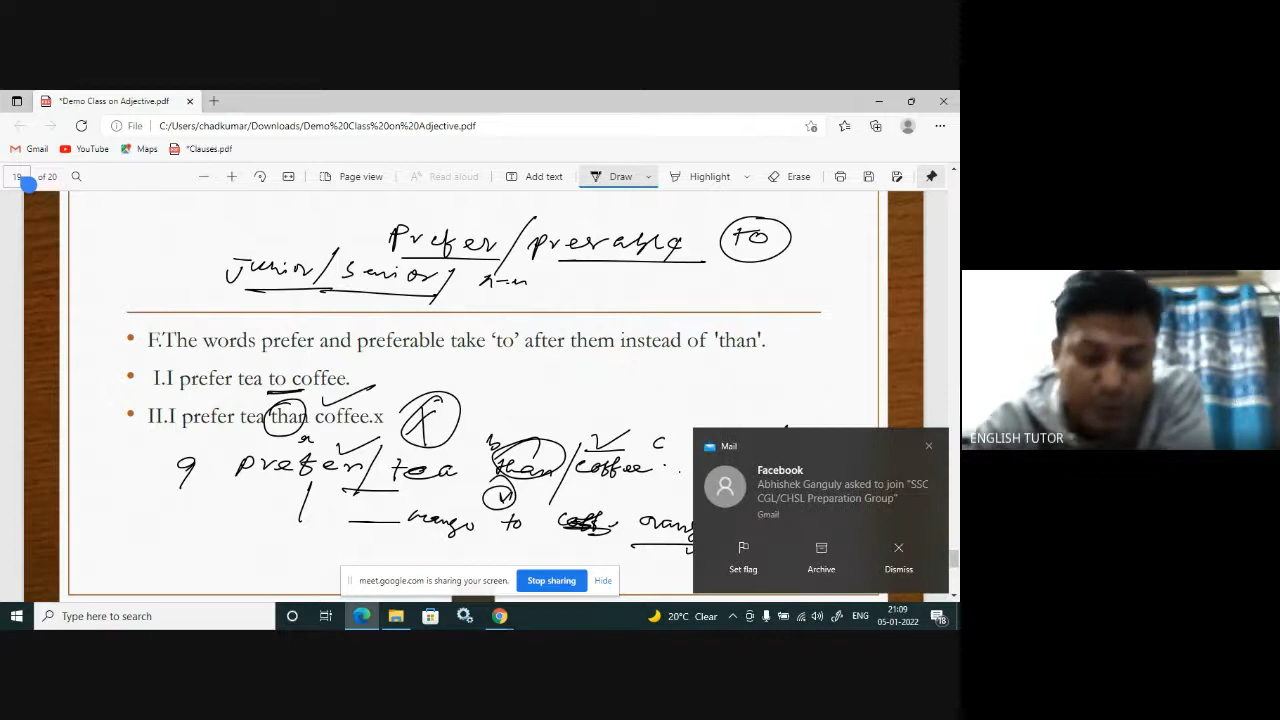 *Demo Class on Adjective.pdf
File C:/Users/chadkumar/Downloads/Demo%20Class%20on%20Adjective.pdf
Gmail YouTube Maps *Clauses.pdf
19 of 20 Page view Read aloud Add text Draw Highlight Erase
Prefer/prerable to
Junior/senior/
F.The words prefer and preferable take ‘to’ after them instead of 'than'.
I.I prefer tea to coffee.
II.I prefer tea than coffee.x
prefer/tea than/coffee
mango to
Mail
Facebook
Abhishek Ganguly asked to join "SSC
CGL/CHSL Preparation Group"
Gmail
Set flag Archive Dismiss
ENGLISH TUTOR
meet.google.com is sharing your screen. Stop sharing Hide
Type here to search
20°C Clear ENG 21:09
05-01-2022 18